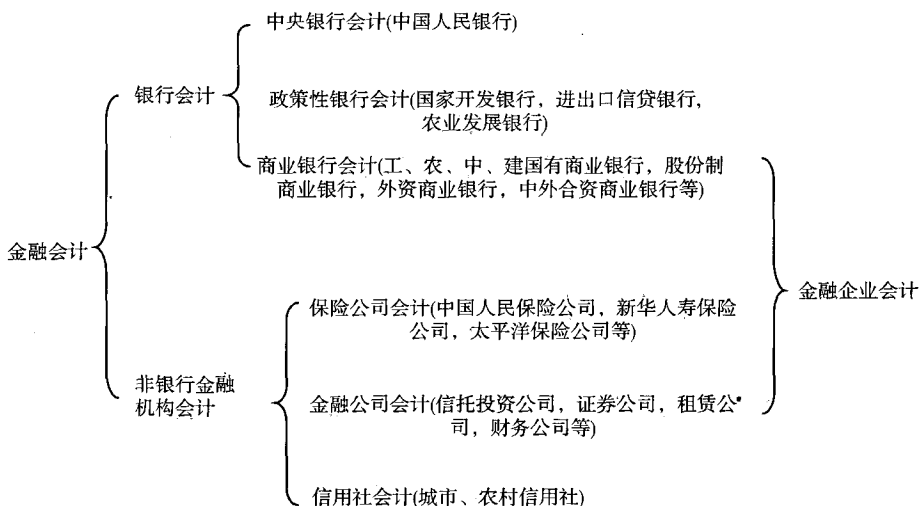 中央银行会计(中国人民银行)
银行会计
政策性银行会计(国家开发银行，进出口信贷银行，
农业发展银行)
商业银行会计(工、农、中、建国有商业银行，股份制
商业银行，外资商业银行，中外合资商业银行等)
金融会计
金融企业会计
保险公司会计(中国人民保险公司，新华人寿保险
公司，太平洋保险公司等)
非银行金融
机构会计
金融公司会计(信托投资公司，证券公司，租赁公
司，财务公司等)
信用社会计(城市、农村信用社)